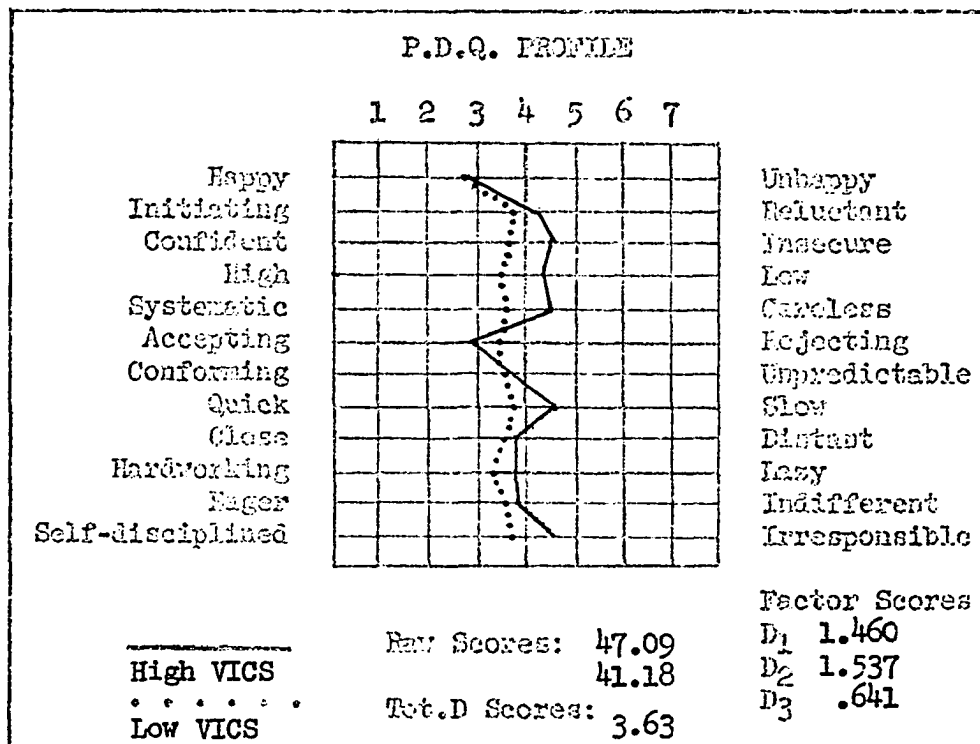 P.D.Q. PROFILE
1 2 3 4 5 6 7
Happy Unhappy
Initiating Reluctant
Confident Insecure
High Low
Systematic Careless
Accepting Rejecting
Conforming Unpredictable
Quick Slow
Close Distant
Hardworking Lazy
Eager Indifferent
Self-disciplined Irresponsible
Factor Scores
Raw Scores: 47.09 D1 1.460
High VICS 41.18 D2 1.537
Tot.D Scores: 3.63 D3 .641
Low VICS